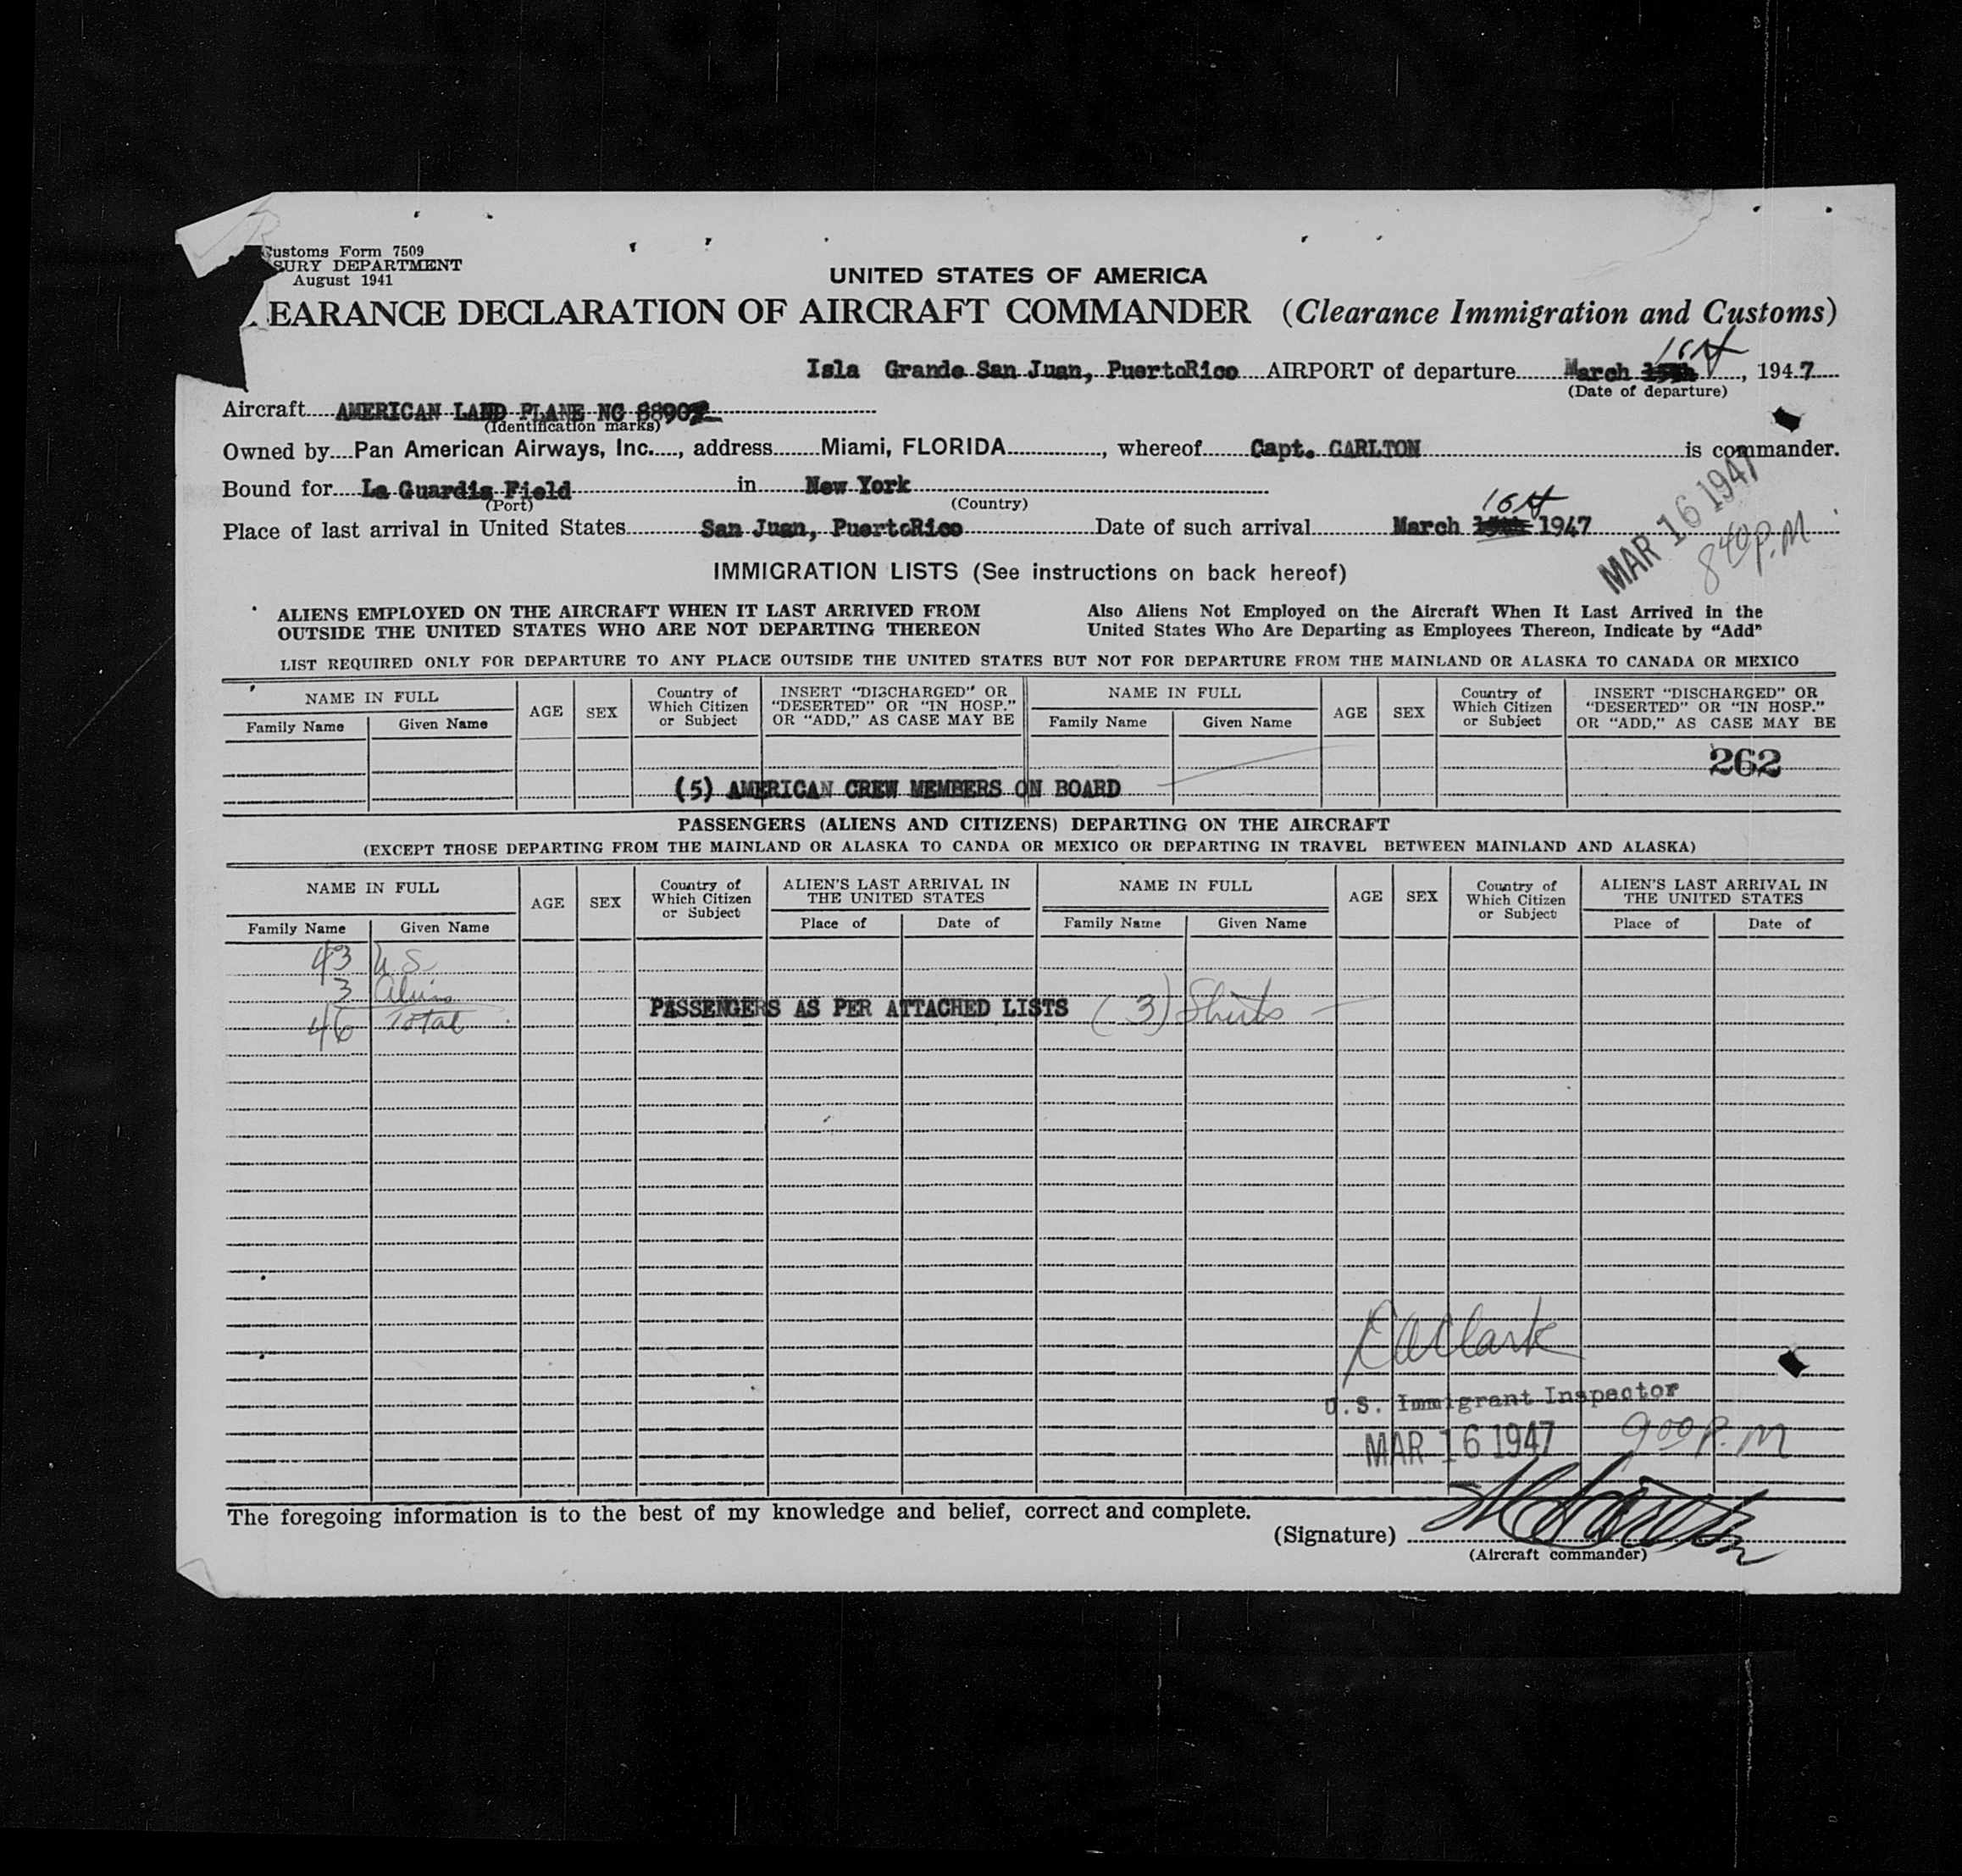 Customs Form 7509
SURY DEPARTMENT
August 1941
UNITED STATES OF AMERICA
EARANCE DECLARATION OF AIRCRAFT COMMANDER (Clearance Immigration and Customs)
Isla Grande San Juan, PuertoRico AIRPORT of departure March 16th, 1947
(Date of departure)
Aircraft AMERICAN LAND PLANE NC
(Identification marks)
Owned by Pan American Airways, Inc., address Miami, FLORIDA, whereof Capt. CARLTON is commander.
Bound for La Guardia Field in New York
(Port) (Country)
16th
Place of last arrival in United States San Juan, PuertoRico Date of such arrival March 1947
MAR 16 1947
840 P.M
IMMIGRATION LISTS (See instructions on back hereof)
ALIENS EMPLOYED ON THE AIRCRAFT WHEN IT LAST ARRIVED FROM
OUTSIDE THE UNITED STATES WHO ARE NOT DEPARTING THEREON
Also Aliens Not Employed on the Aircraft When It Last Arrived in the
United States Who Are Departing as Employees Thereon, Indicate by "Add"
LIST REQUIRED ONLY FOR DEPARTURE TO ANY PLACE OUTSIDE THE UNITED STATES BUT NOT FOR DEPARTURE FROM THE MAINLAND OR ALASKA TO CANADA OR MEXICO
NAME IN FULL
Family Name Given Name
AGE
SEX
Country of
Which Citizen
or Subject
INSERT "DISCHARGED" OR
"DESERTED" OR "IN HOSP."
OR "ADD," AS CASE MAY BE
NAME IN FULL
Family Name Given Name
AGE
SEX
Country of
Which Citizen
or Subject
INSERT "DISCHARGED" OR
"DESERTED" OR "IN HOSP."
OR "ADD," AS CASE MAY BE
262
(5) AMERICAN CREW MEMBERS ON BOARD
PASSENGERS (ALIENS AND CITIZENS) DEPARTING ON THE AIRCRAFT
(EXCEPT THOSE DEPARTING FROM THE MAINLAND OR ALASKA TO CANDA OR MEXICO OR DEPARTING IN TRAVEL BETWEEN MAINLAND AND ALASKA)
NAME IN FULL
Family Name Given Name
AGE
SEX
Country of
Which Citizen
or Subject
ALIEN'S LAST ARRIVAL IN
THE UNITED STATES
Place of Date of
NAME IN FULL
Family Name Given Name
AGE
SEX
Country of
Which Citizen
or Subject
ALIEN'S LAST ARRIVAL IN
THE UNITED STATES
Place of Date of
43 U.S.
3 Aliens
46 Total
PASSENGERS AS PER ATTACHED LISTS (3) Sheets
Clark
U.S. Immigrant Inspector
MAR 16 1947 900 P.M
The foregoing information is to the best of my knowledge and belief, correct and complete.
(Signature)
(Aircraft commander)